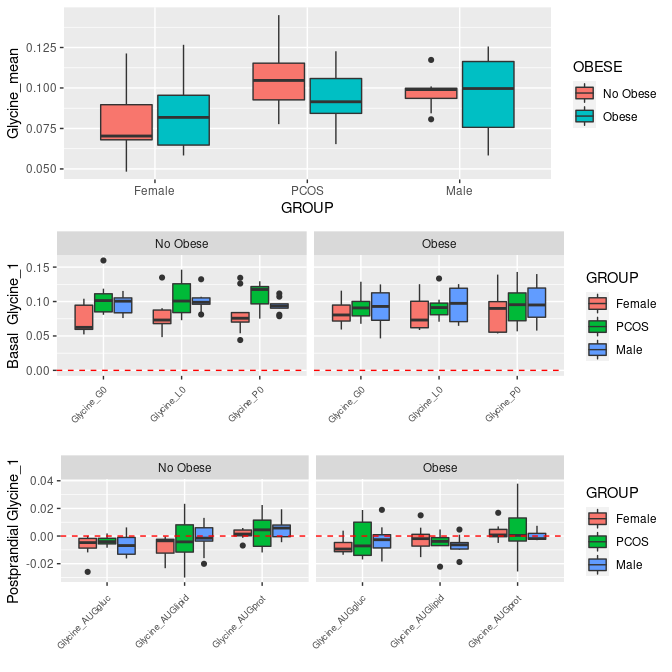 Glycine_mean
0.125
0.100
0.075
0.050
Female PCOS Male
GROUP
OBESE
No Obese
Obese
Basal Glycine_1
No Obese Obese
0.15
0.10
0.05
0.00
Glycine_G0 Glycine_L0 Glycine_P0 Glycine_G0 Glycine_L0 Glycine_P0
GROUP
Female
PCOS
Male
Postprandial Glycine_1
No Obese Obese
0.04
0.02
0.00
-0.02
Glycine_AUGgluc Glycine_AUGlipid Glycine_AUGprot Glycine_AUGgluc Glycine_AUGlipid Glycine_AUGprot
GROUP
Female
PCOS
Male